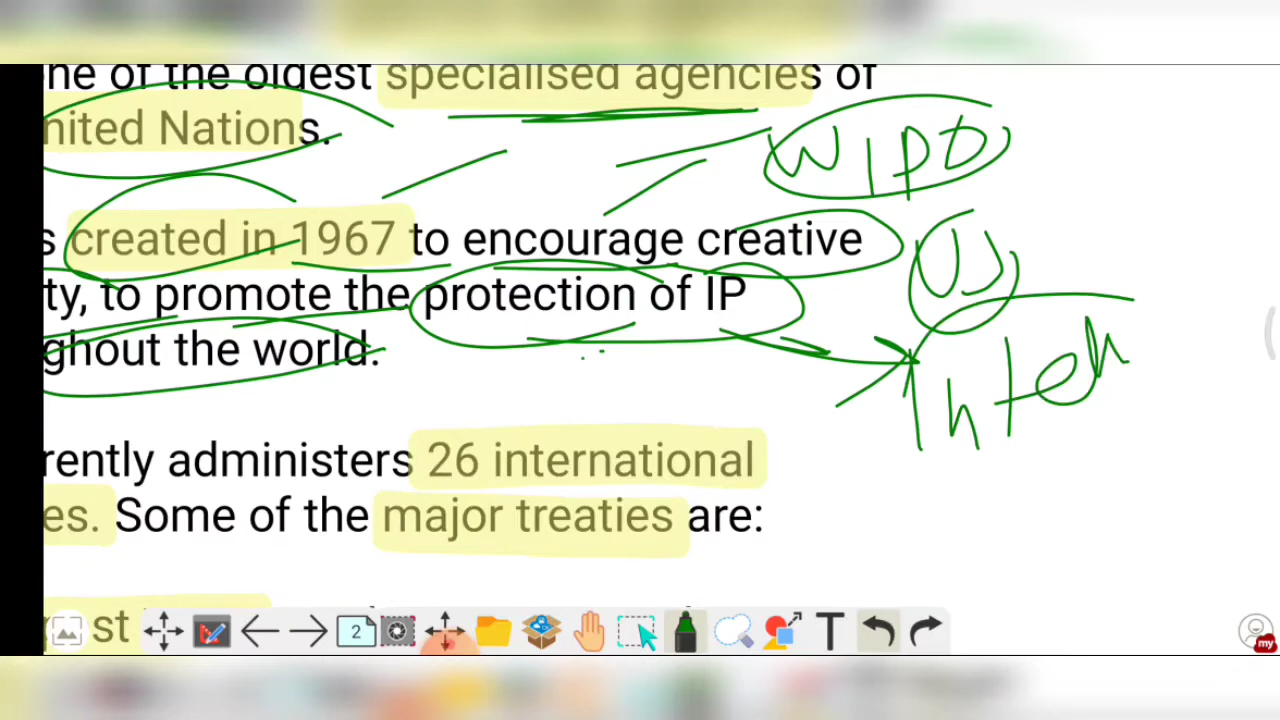 ne of the oldest specialised agencies of
nited Nations.
WIPO
s created in 1967 to encourage creative
ty, to promote the protection of IP
ghout the world.
rently administers 26 international
es. Some of the major treaties are:
st
2
T
my